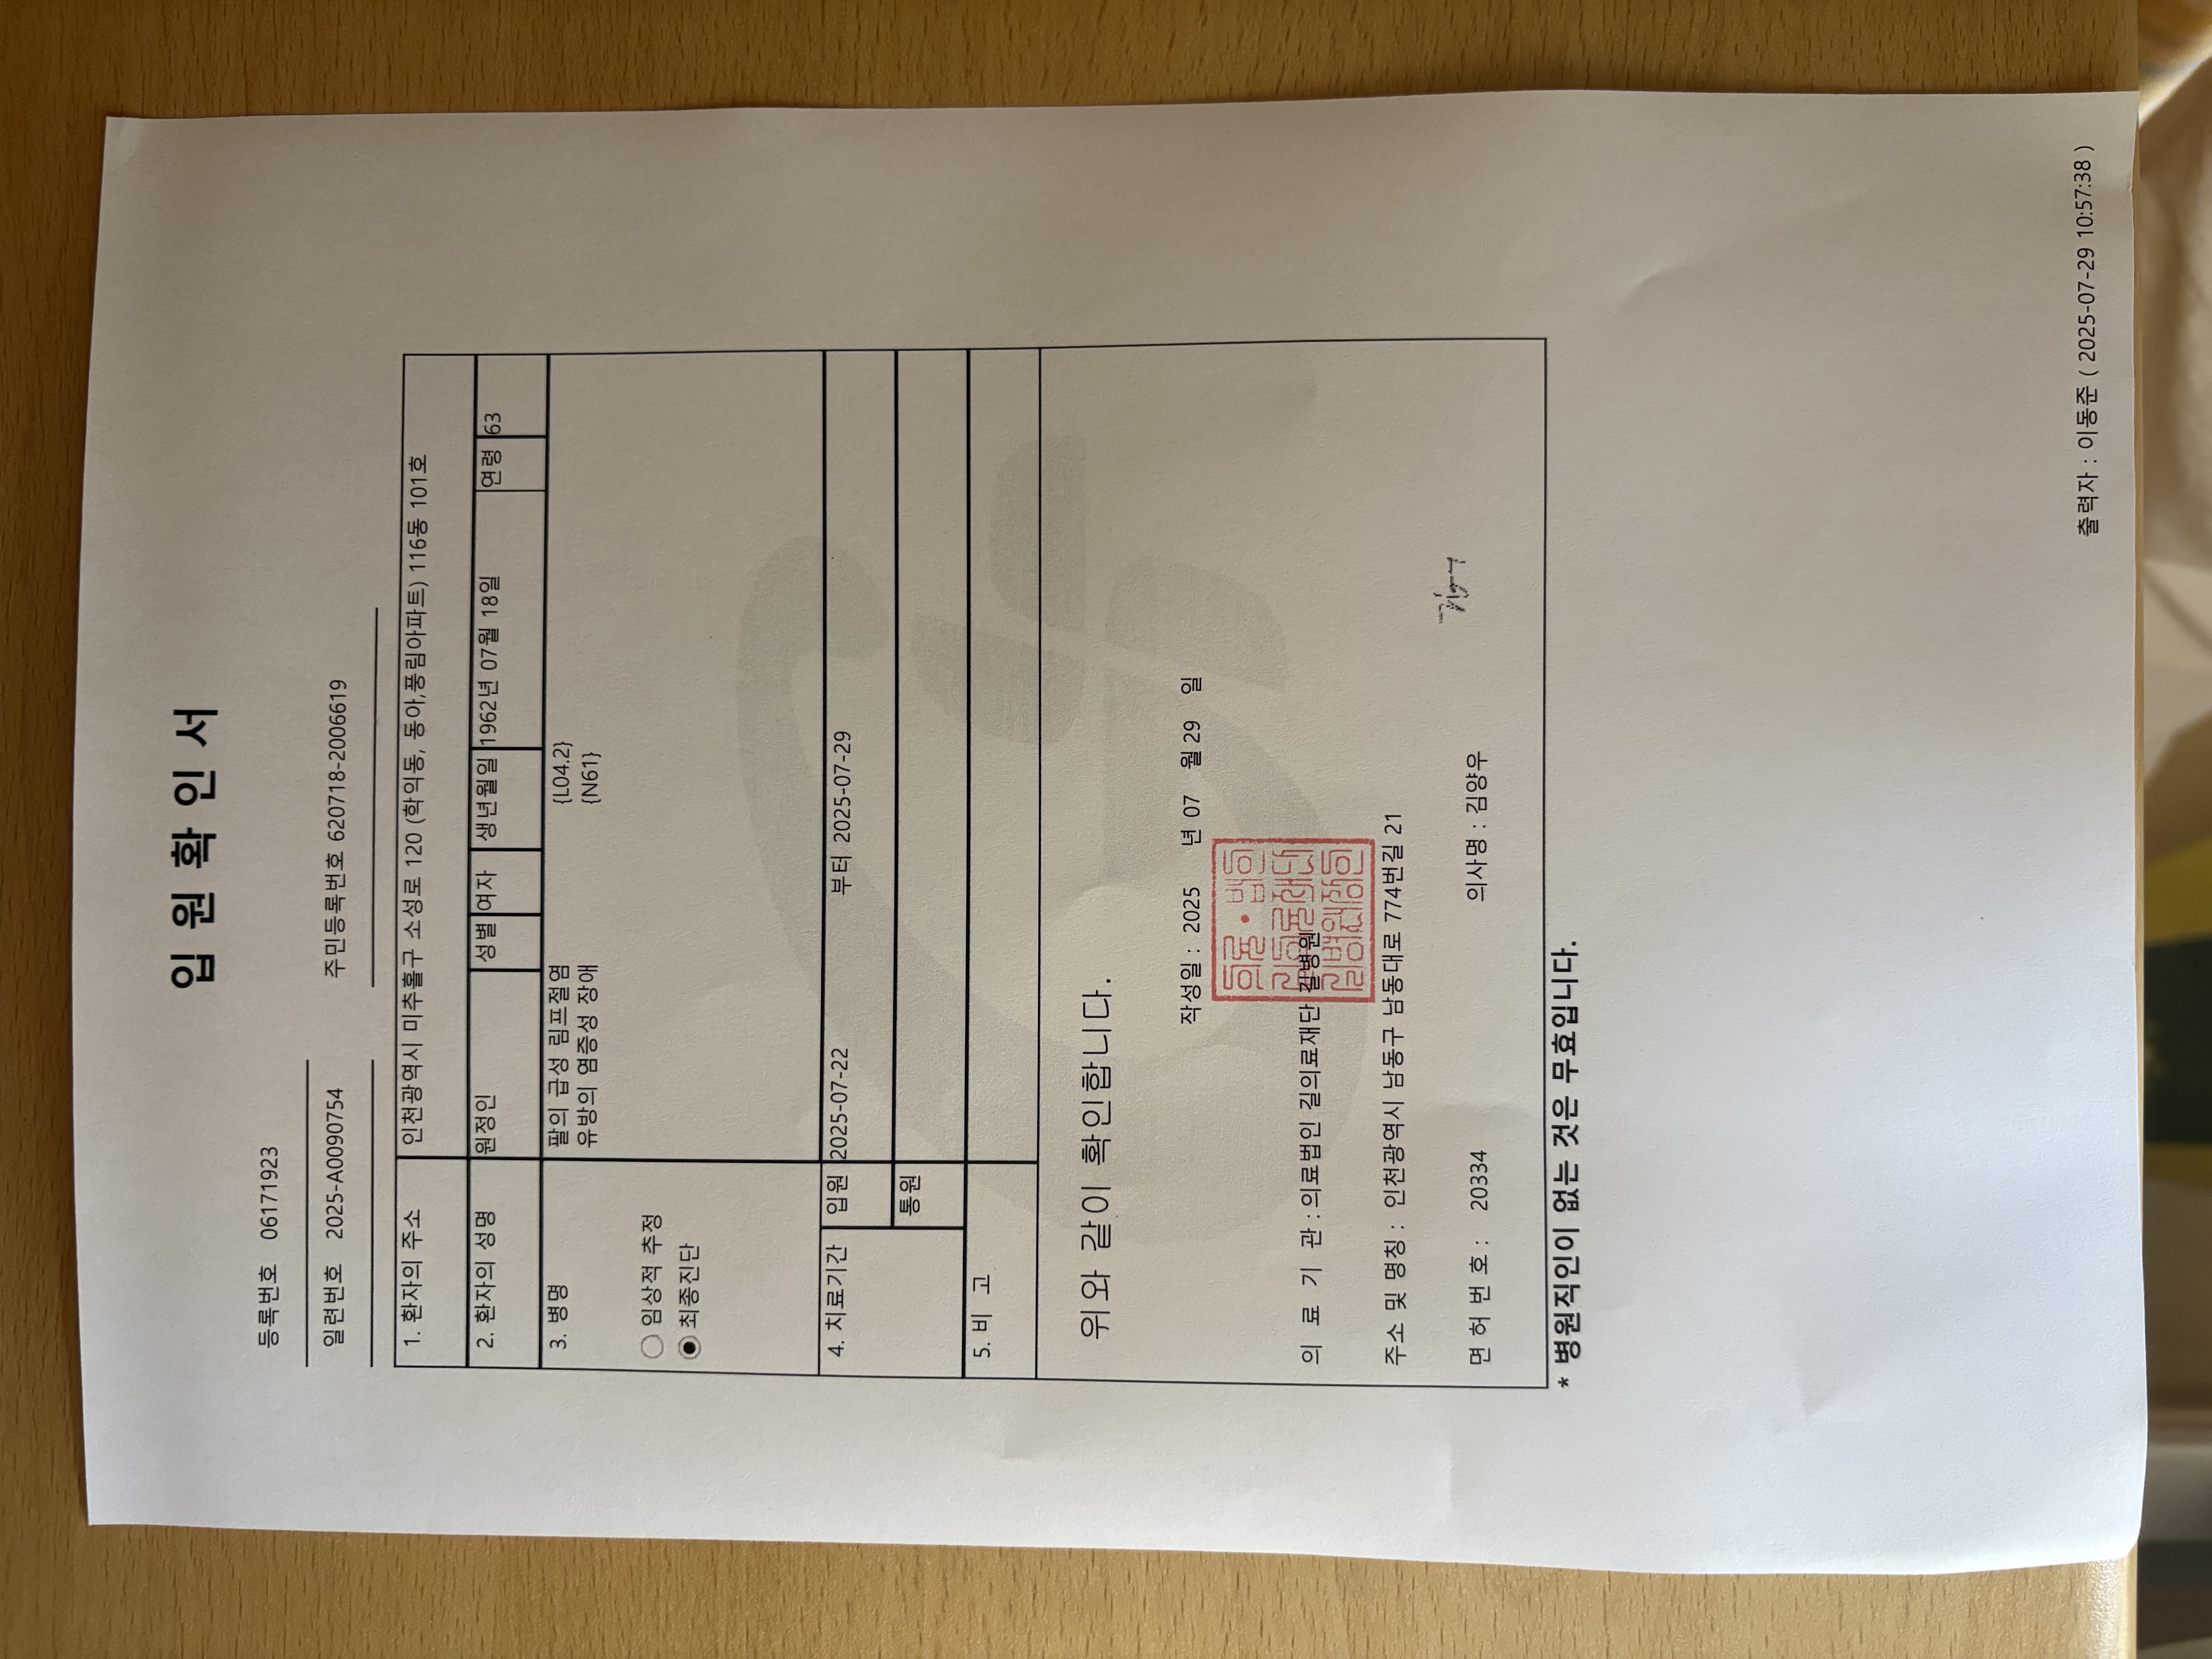 입 원 확 인 서
등록번호 06171923
일련번호 2025-A0090754 주민등록번호 620718-2006619
1. 환자의 주소 인천광역시 미추홀구 소성로 120 (학익동, 동아,풍림아파트) 116동 101호
2. 환자의 성명 원정인 성별 여자 생년월일 1962년 07월 18일 연령 63
3. 병명 팔의 급성 림프절염 {L04.2}
유방의 염증성 장애 {N61}
임상적 추정
최종진단
4. 치료기간 입원 2025-07-22 부터 2025-07-29
통원
5. 비 고
위와 같이 확인합니다.
작성일 : 2025 년 07 월 29 일
의 료 기 관 : 의료법인 길의료재단 길병원
주소 및 명칭 : 인천광역시 남동구 남동대로 774번길 21
면 허 번 호 : 20334 의사명 : 김양우
* 병원직인이 없는 것은 무효입니다.
출력자 : 이동준 ( 2025-07-29 10:57:38 )